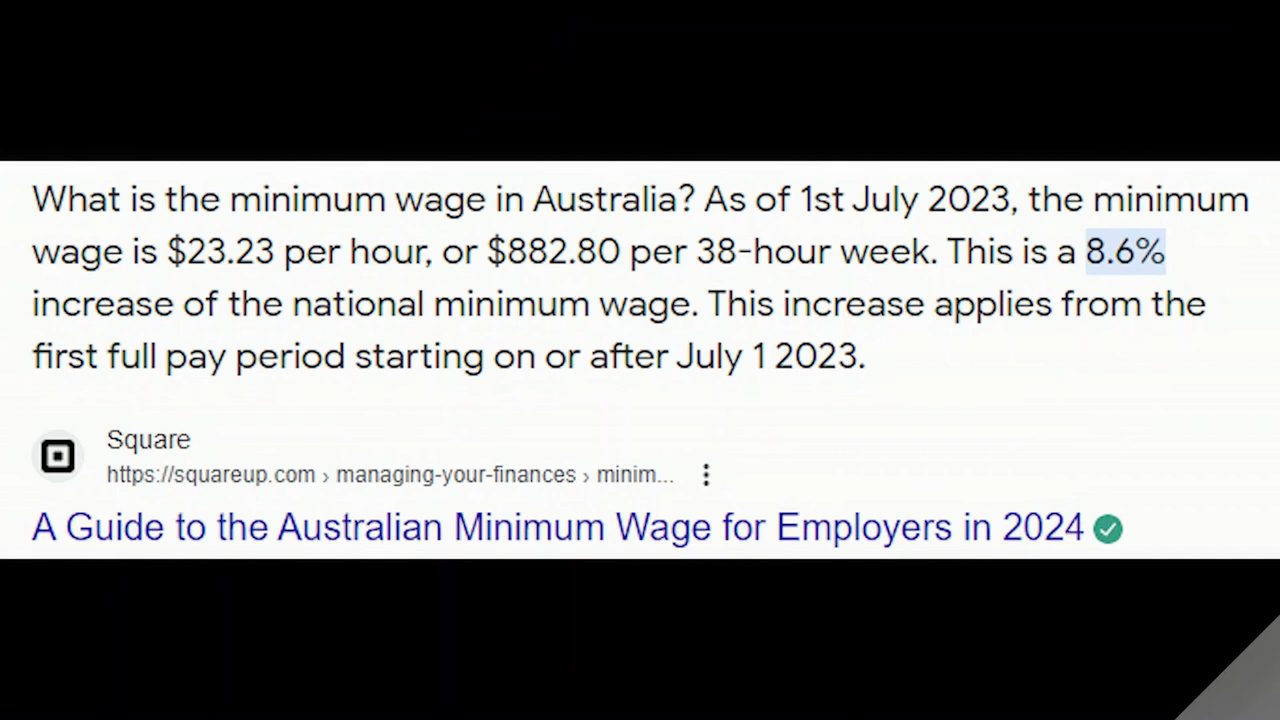 What is the minimum wage in Australia? As of 1st July 2023, the minimum
wage is $23.23 per hour, or $882.80 per 38-hour week. This is a 8.6%
increase of the national minimum wage. This increase applies from the
first full pay period starting on or after July 1 2023.
Square
https://squareup.com › managing-your-finances › minim...
A Guide to the Australian Minimum Wage for Employers in 2024